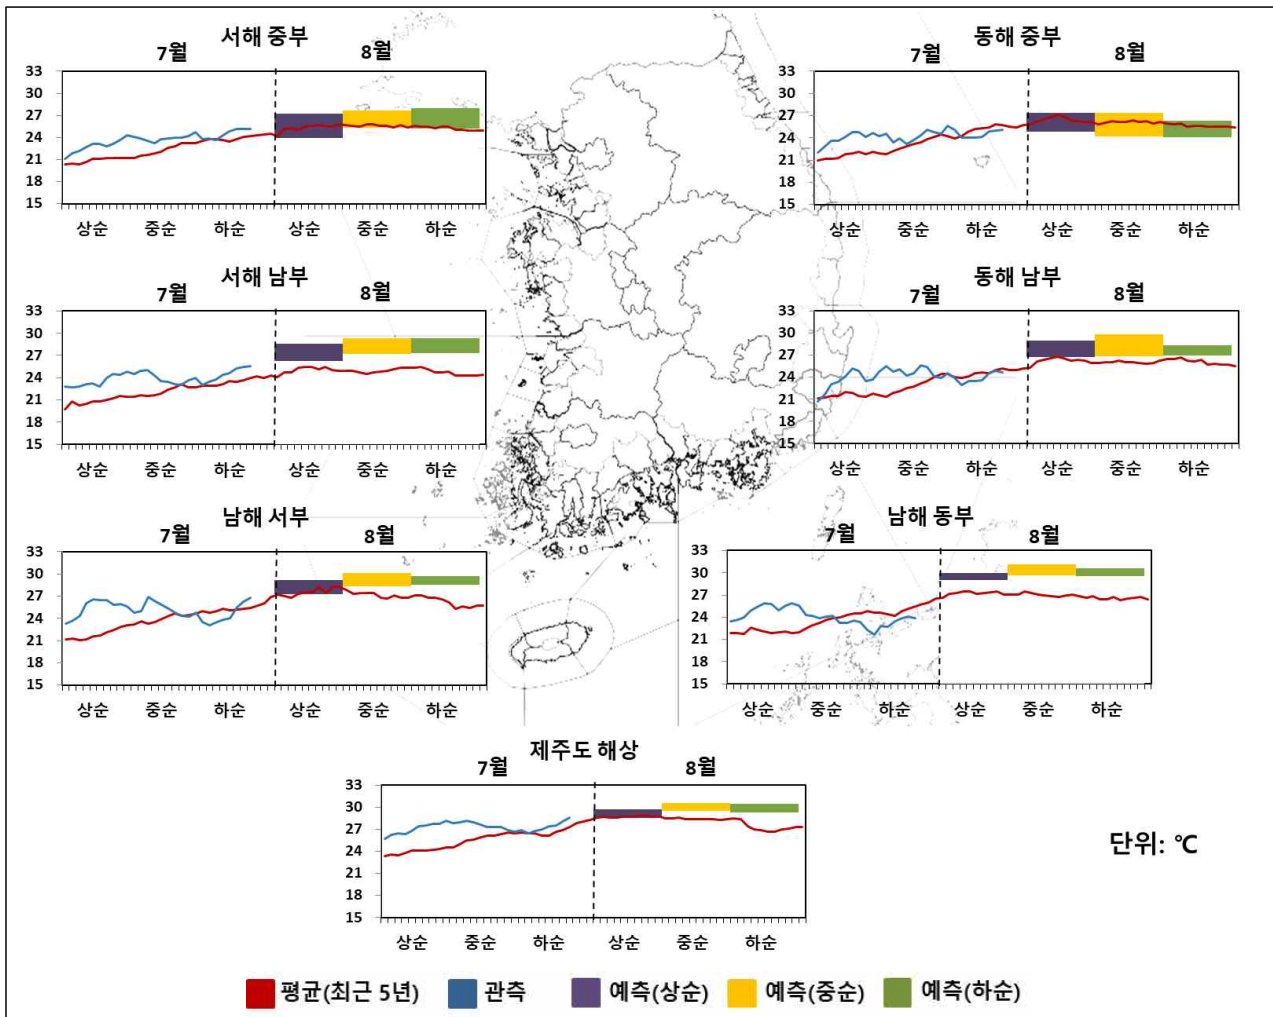 서해 중부
7월
8월
33
30
27
24
21
18
15
상순
중순
하순
상순
중순
하순
동해 중부
7월
8월
33
30
27
24
21
18
15
상순
중순
하순
상순
중순
하순
서해 남부
7월
8월
33
30
27
24
21
18
15
상순
중순
하순
상순
중순
하순
동해 남부
7월
8월
33
30
27
24
21
18
15
상순
중순
하순
상순
중순
하순
남해 서부
7월
8월
33
30
27
24
21
18
15
상순
중순
하순
상순
중순
하순
남해 동부
7월
8월
33
30
27
24
21
18
15
상순
중순
하순
상순
중순
하순
제주도 해상
7월
8월
33
30
27
24
21
18
15
상순
중순
하순
상순
중순
하순
단위: ℃
평균(최근 5년)
관측
예측(상순)
예측(중순)
예측(하순)